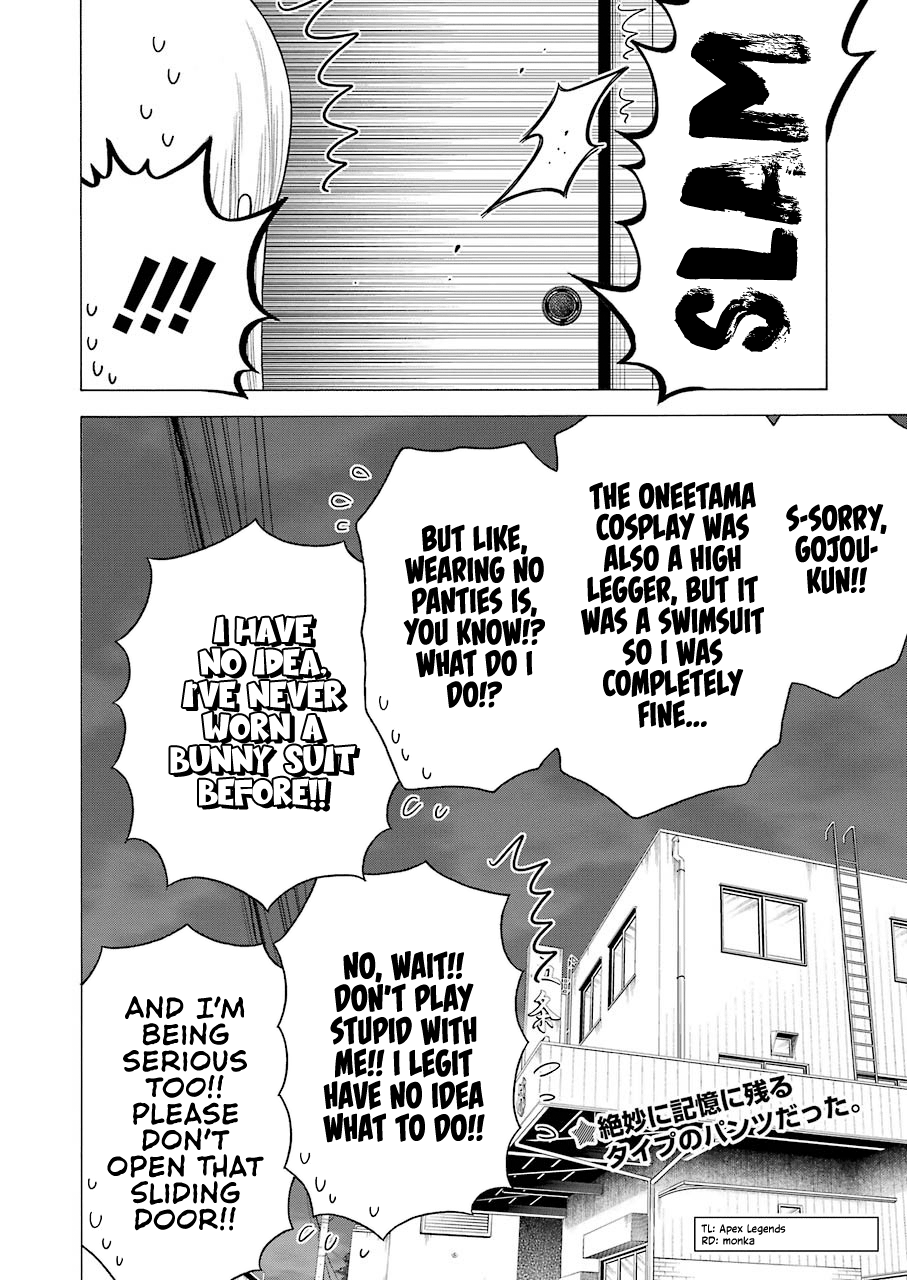 SLAM
!!!
S-SORRY,
GOJOU-
KUN!!
THE ONEETAMA
COSPLAY WAS
ALSO A HIGH
LEGGER, BUT IT
WAS A SWIMSUIT
SO I WAS
COMPLETELY
FINE...
BUT LIKE,
WEARING NO
PANTIES IS,
YOU KNOW!?
WHAT DO I
DO!?
I HAVE
NO IDEA.
I'VE NEVER
WORN A
BUNNY SUIT
BEFORE!!
NO, WAIT!!
DON'T PLAY
STUPID WITH
ME!! I LEGIT
HAVE NO IDEA
WHAT TO DO!!
AND I'M
BEING
SERIOUS
TOO!!
PLEASE
DON'T
OPEN THAT
SLIDING
DOOR!!
五条
絶妙に記憶に残る
タイプのパンツだった。
TL: Apex Legends
RD: monka